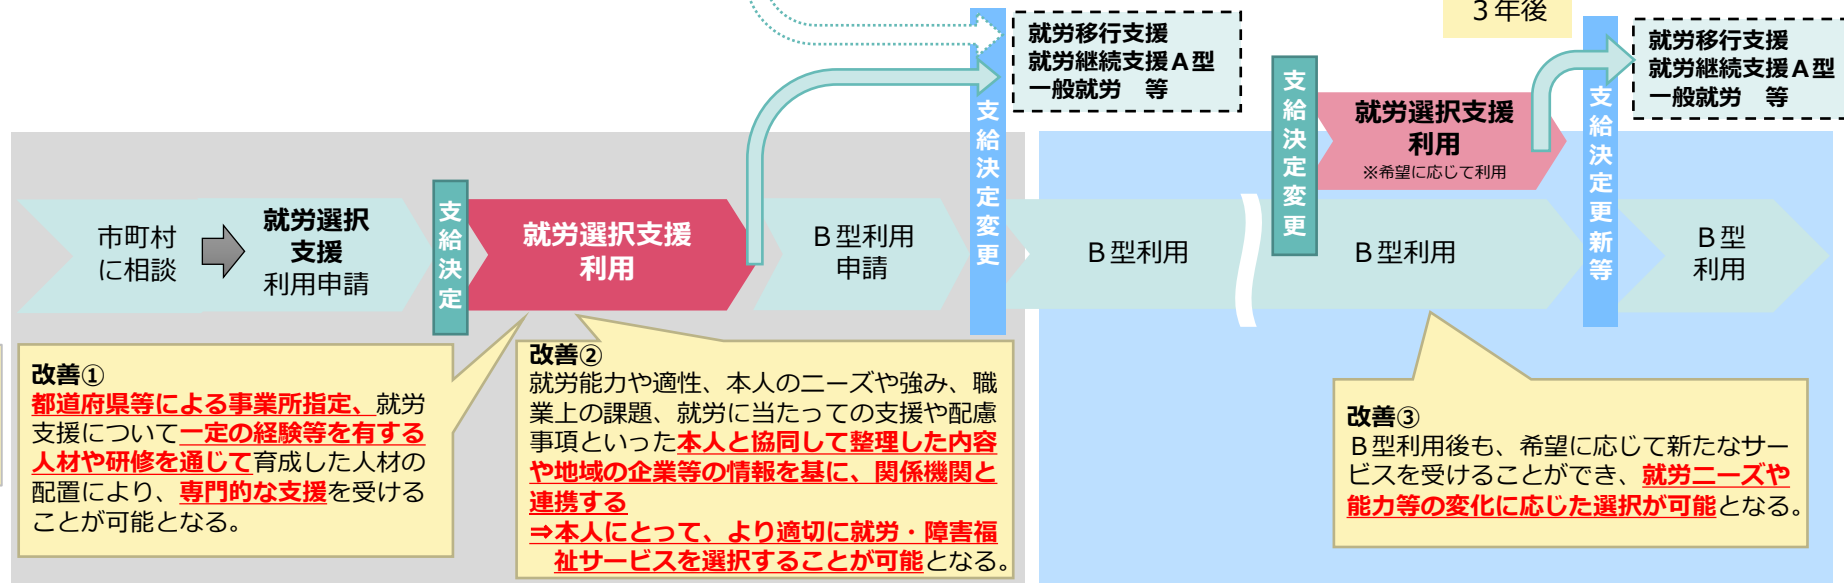 ３年後
就労移行支援
就労継続支援Ａ型
一般就労　等
就労移行支援
就労継続支援Ａ型
一般就労　等
支給決定変更
支給決定変更
就労選択支援
利用
※希望に応じて利用
支給決定更新等
市町村
に相談
就労選択
支援
利用申請
支給決定
就労選択支援
利用
Ｂ型利用
申請
Ｂ型利用
Ｂ型利用
Ｂ型
利用
改善①
都道府県等による事業所指定、就労
支援について一定の経験等を有する
人材や研修を通じて育成した人材の
配置により、専門的な支援を受ける
ことが可能となる。
改善②
就労能力や適性、本人のニーズや強み、職
業上の課題、就労に当たっての支援や配慮
事項といった本人と協同して整理した内容
や地域の企業等の情報を基に、関係機関と
連携する
⇒本人にとって、より適切に就労・障害福
祉サービスを選択することが可能となる。
改善③
Ｂ型利用後も、希望に応じて新たなサー
ビスを受けることができ、就労ニーズや
能力等の変化に応じた選択が可能となる。